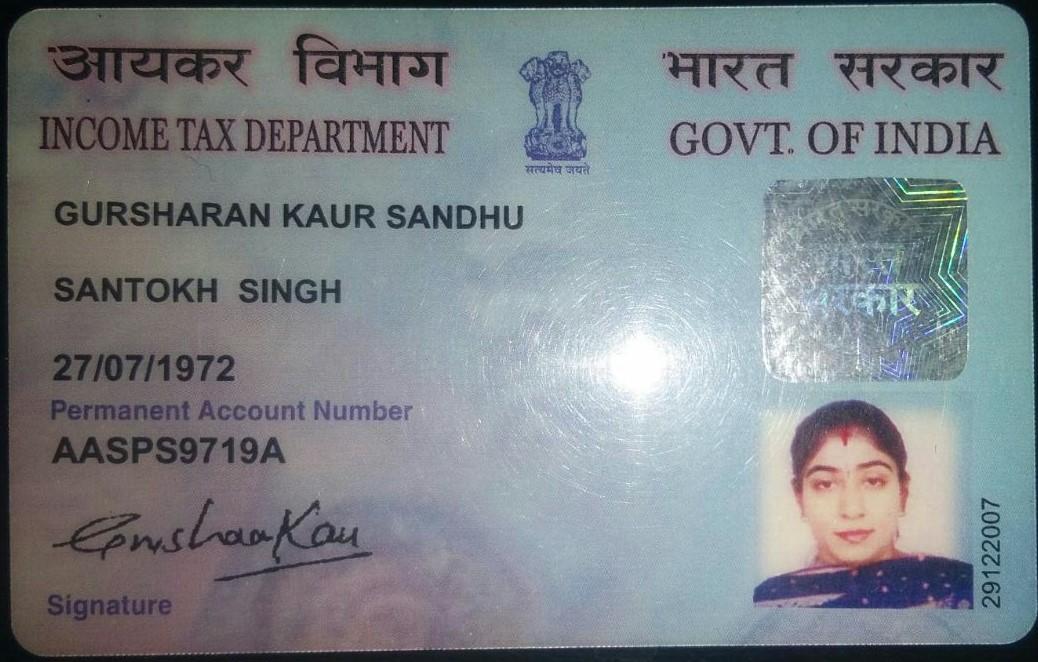 आयकर विभाग
भारत सरकार
INCOME TAX DEPARTMENT
GOVT. OF INDIA
सत्यमेव जयते
GURSHARAN KAUR SANDHU
SANTOKH SINGH
27/07/1972
Permanent Account Number
AASPS9719A
Signature
29122007